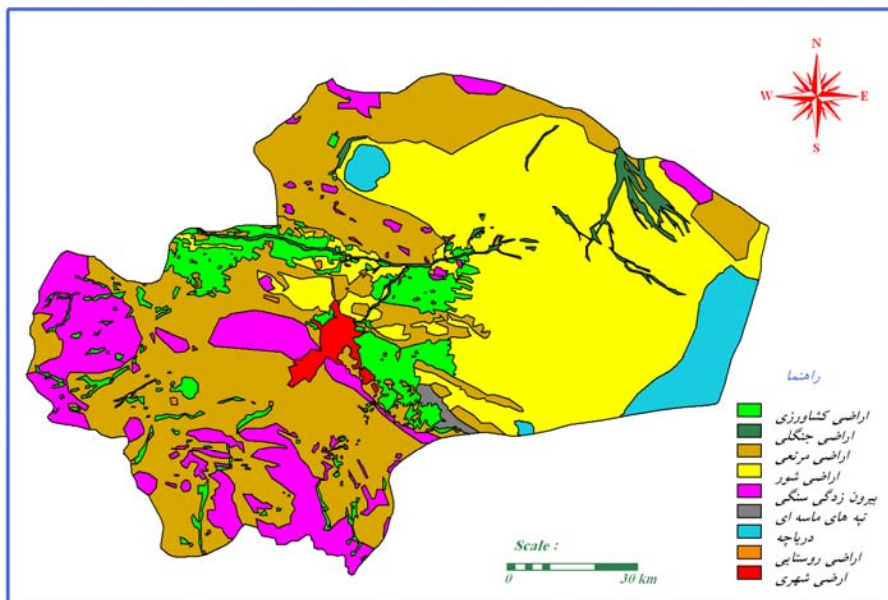 N
W E
S
راهنما
اراضی کشاورزی
اراضی جنگلی
اراضی مرتعی
اراضی شور
بیرون زدگی سنگی
تپه های ماسه ای
دریاچه
اراضی روستایی
ارضی شهری
Scale :
0 30 km